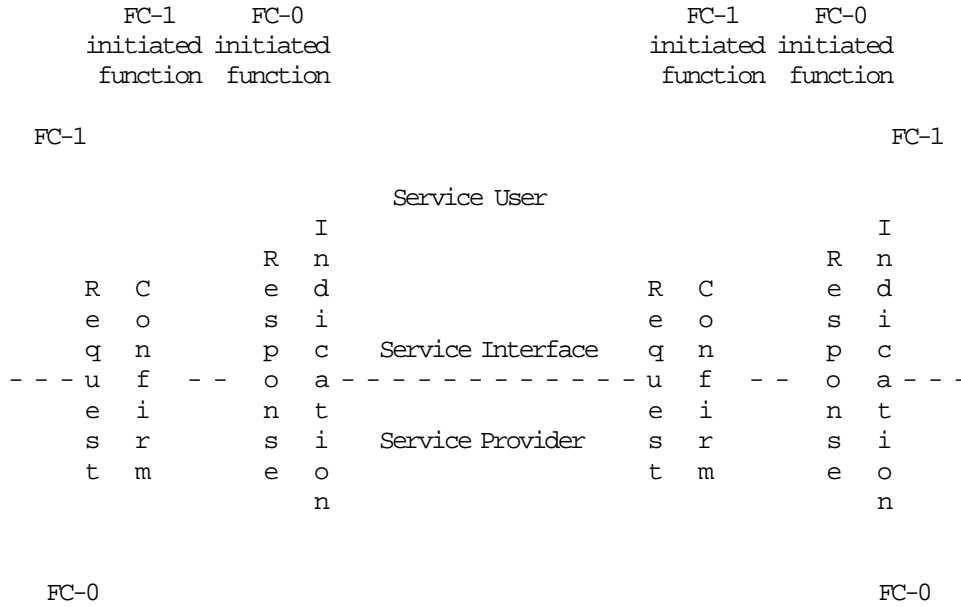 FC-1 FC-0 FC-1 FC-0
initiated initiated initiated initiated
function function function function
FC-1 FC-1
Service User
I I
R n R n
R C e d R C e d
e o s i e o s i
q n p c Service Interface q n p c
- - - u f - - o a - - - - - - - - - - - - - u f - - o a - - -
e i n t e i n t
s r s i Service Provider s r s i
t m e o t m e o
n n
FC-0 FC-0